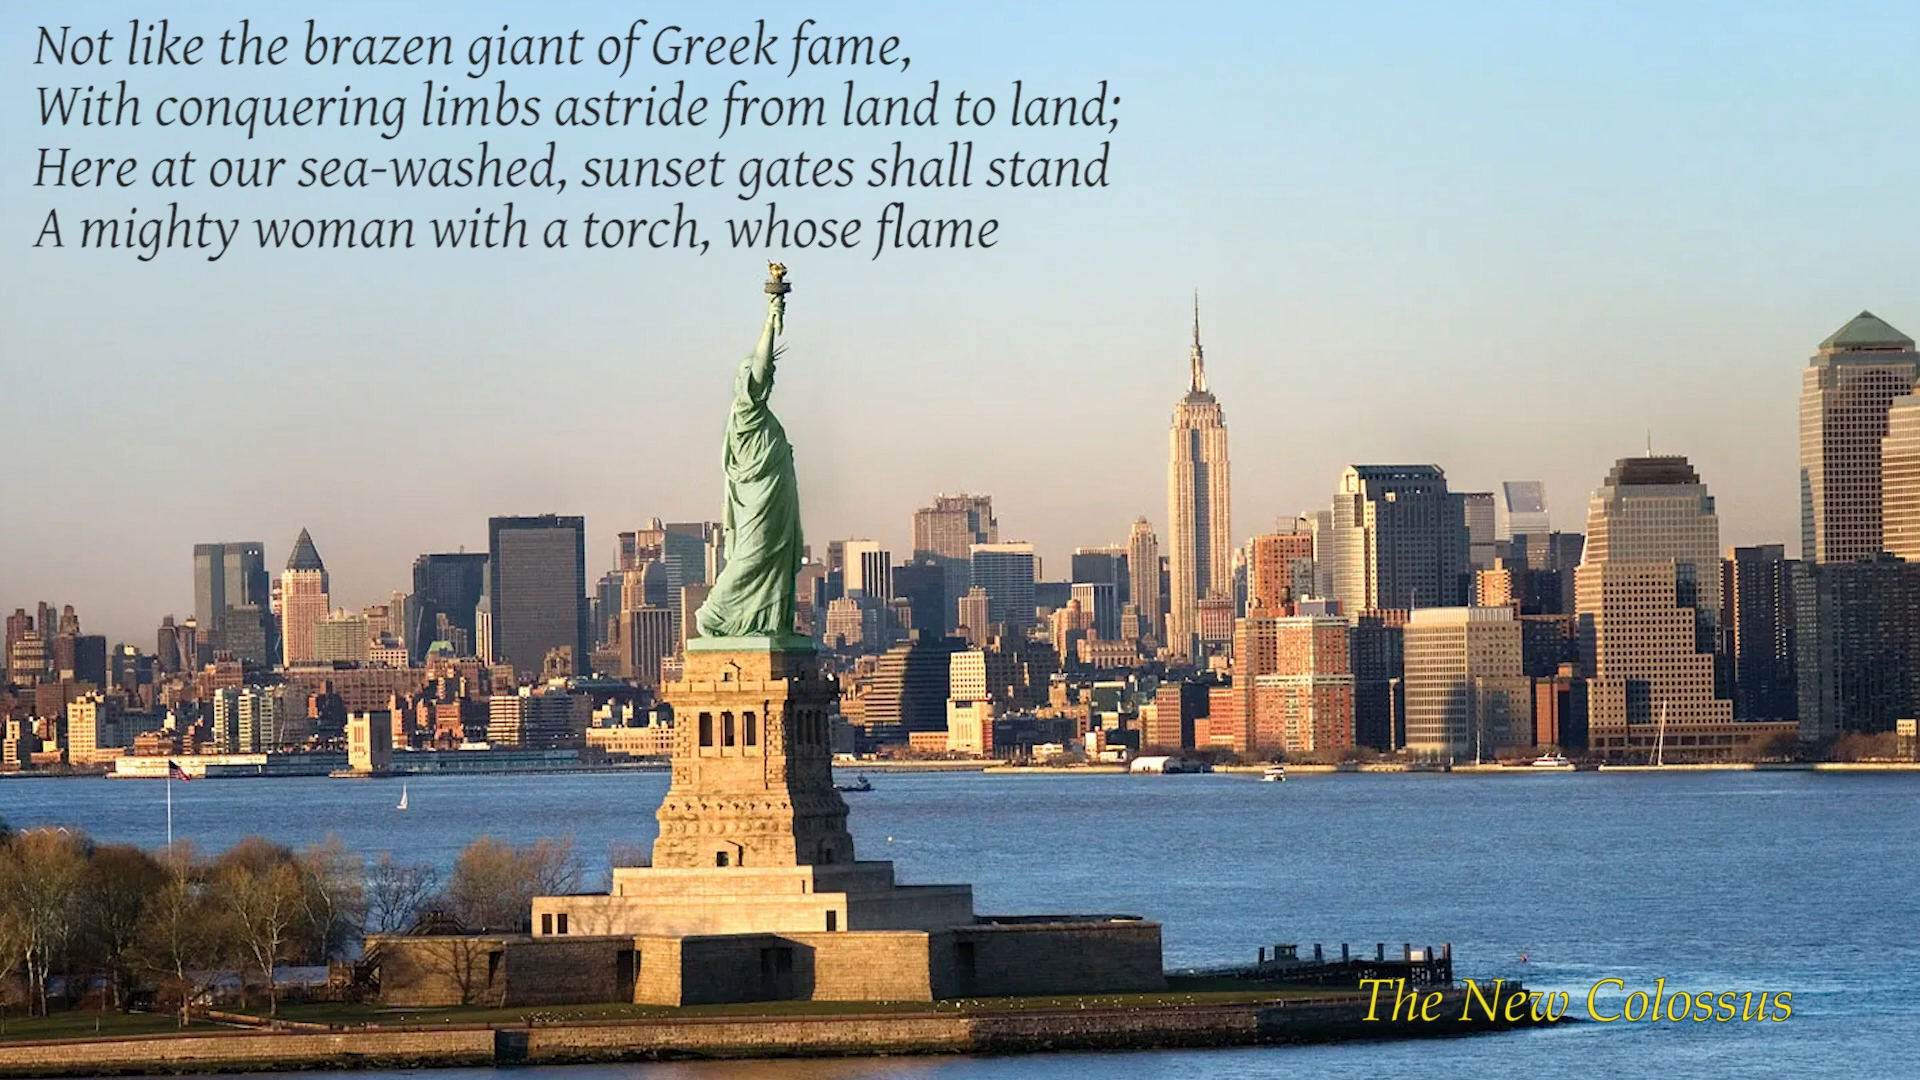 Not like the brazen giant of Greek fame,
With conquering limbs astride from land to land;
Here at our sea-washed, sunset gates shall stand
A mighty woman with a torch, whose flame
The New Colossus